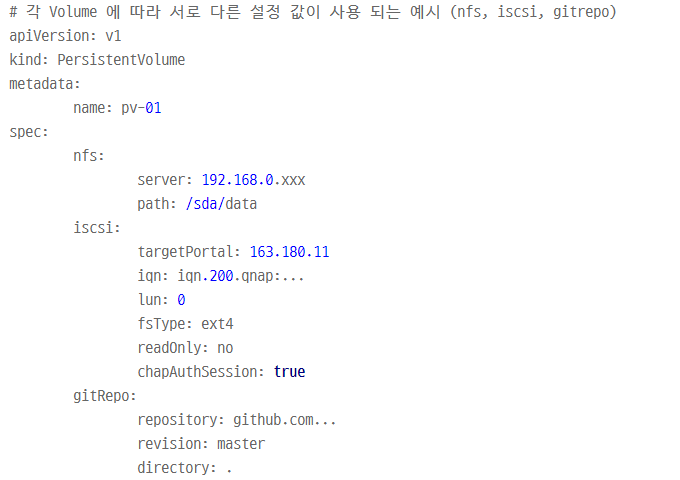 # 각 Volume 에 따라 서로 다른 설정 값이 사용 되는 예시 (nfs, iscsi, gitrepo)
apiVersion: v1
kind: PersistentVolume
metadata:
name: pv-01
spec:
nfs:
server: 192.168.0.xxx
path: /sda/data
iscsi:
targetPortal: 163.180.11
iqn: iqn.200.qnap:...
lun: 0
fsType: ext4
readOnly: no
chapAuthSession: true
gitRepo:
repository: github.com...
revision: master
directory: .